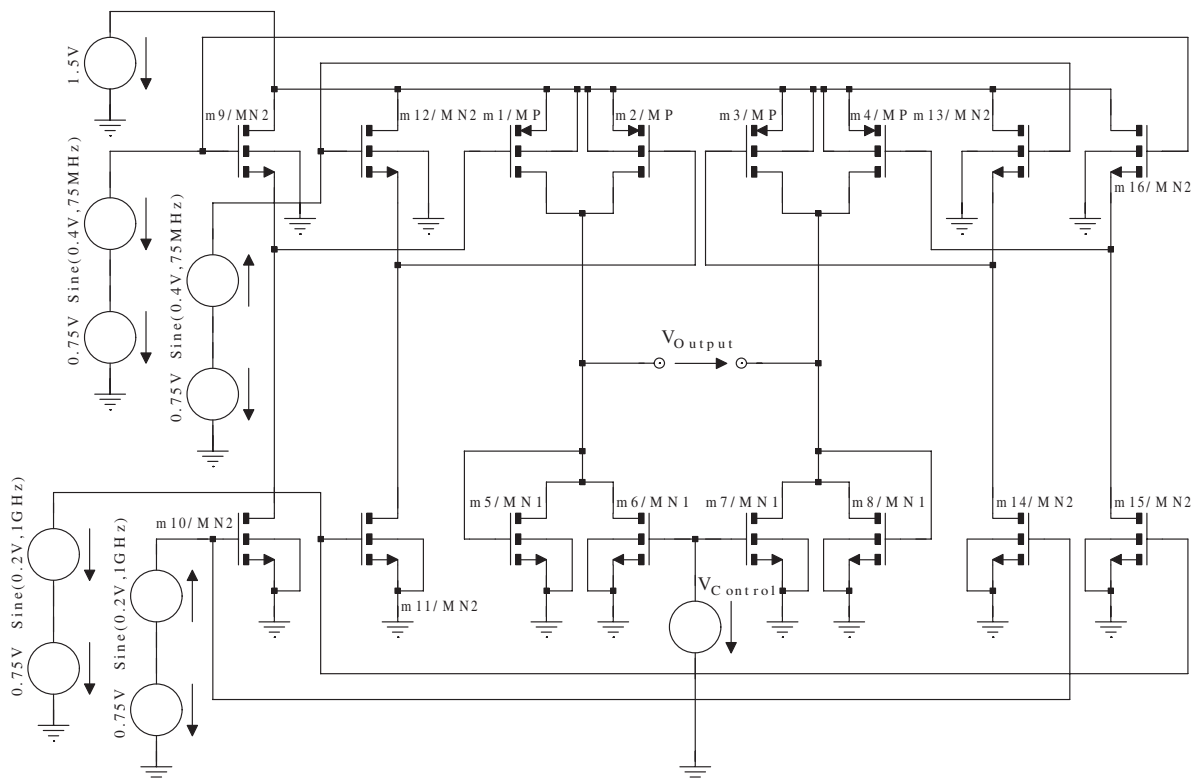 1.5V
m9/MN2
m12/MN2
m1/MP
m2/MP
m3/MP
m4/MP
m13/MN2
m16/MN2
0.75V Sine(0.4V,75MHz)
0.75V Sine(0.4V,75MHz)
VOutput
m10/MN2
m5/MN1
m6/MN1
m7/MN1
m8/MN1
m14/MN2
m15/MN2
m11/MN2
VControl
0.75V Sine(0.2V,1GHz)
0.75V Sine(0.2V,1GHz)